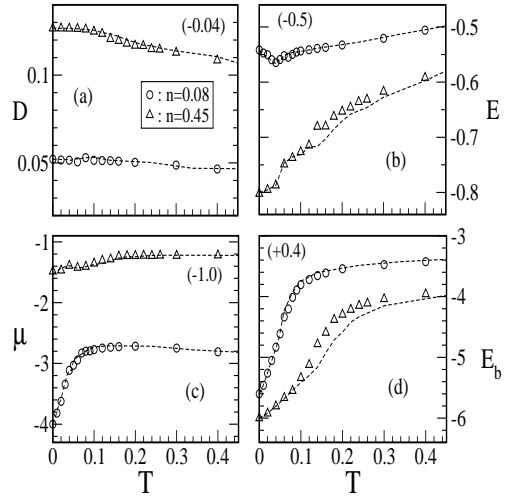 (-0.04)
(-0.5)
-0.5
0.1
D
(a)
: n=0.08
: n=0.45
-0.6
E
-0.7
0.05
(b)
-0.8
-1
(-1.0)
(+0.4)
-3
-2
-4
μ
-3
(c)
-5
(d)
E_b
-4
-6
0 0.1 0.2 0.3 0.4 0 0.1 0.2 0.3 0.4
T T